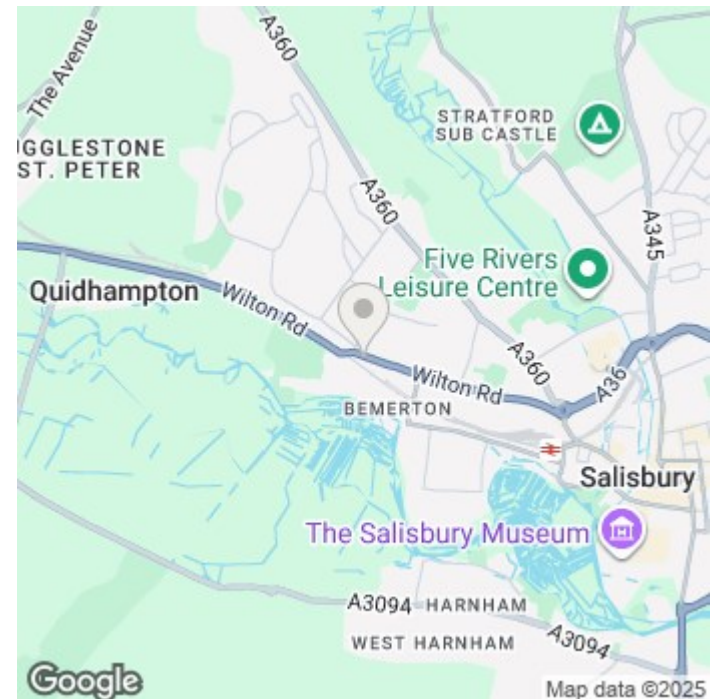 A360
The Avenue
STRATFORD
SUB CASTLE
UGGLESTONE
ST. PETER
A360
A345
Five Rivers
Leisure Centre
Quidhampton
Wilton Rd
A360
A36
Wilton Rd
BEMERTON
Salisbury
The Salisbury Museum
A3094
HARNHAM
WEST HARNHAM
A3094
Google
Map data ©2025